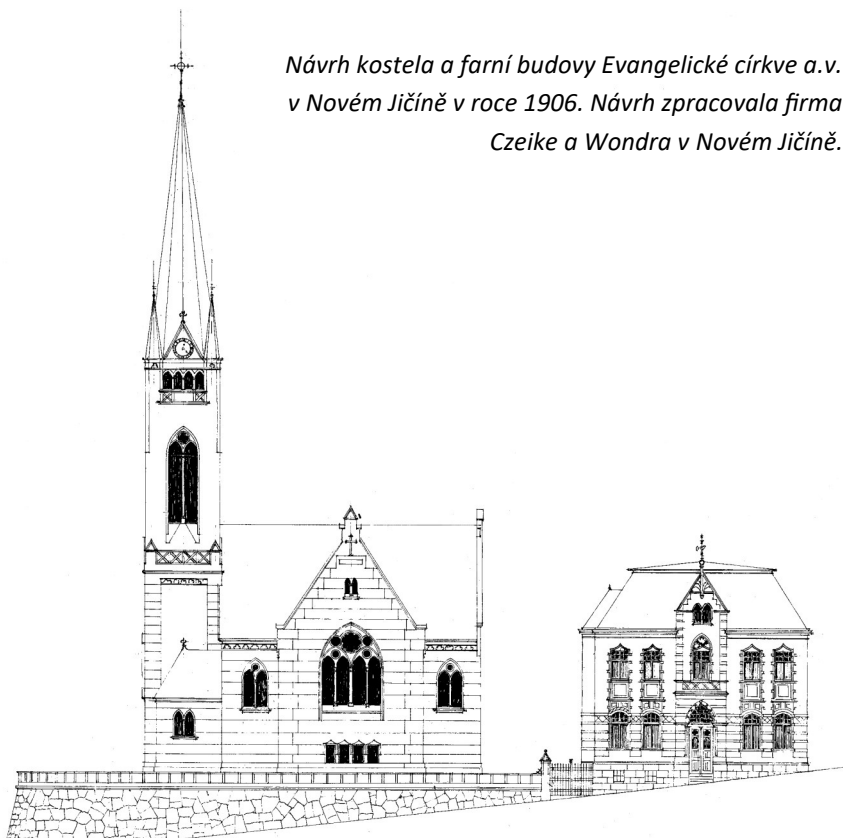 Návrh kostela a farní budovy Evangelické církve a.v.
v Novém Jičíně v roce 1906. Návrh zpracovala firma
Czeike a Wondra v Novém Jičíně.